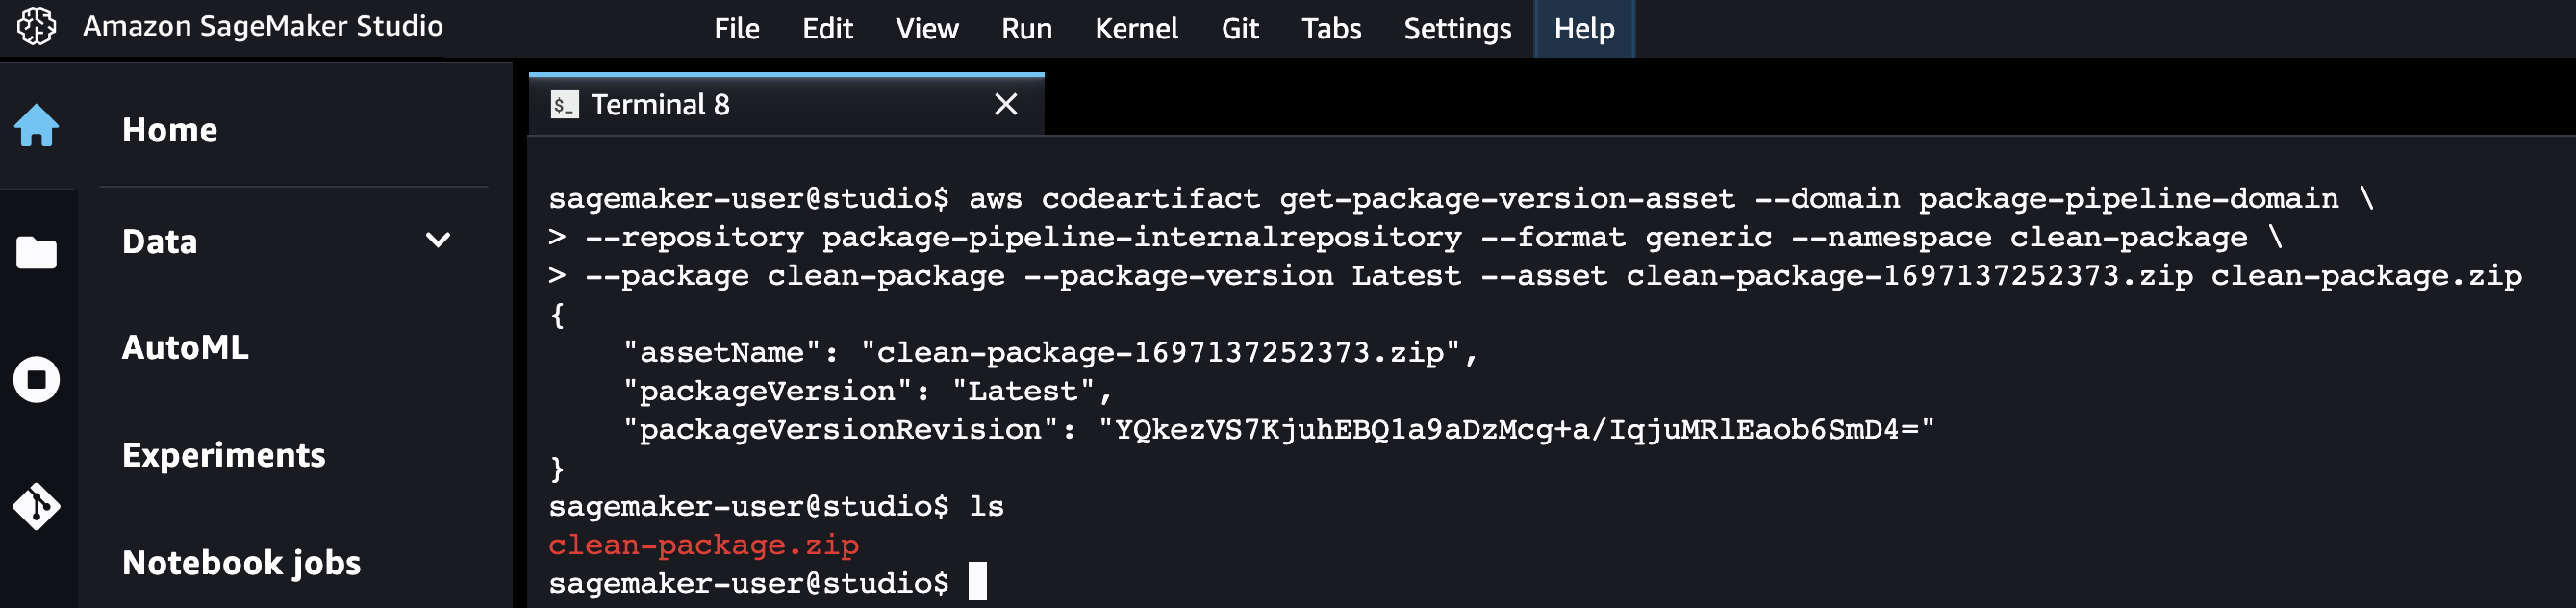 Amazon SageMaker Studio
File Edit View Run Kernel Git Tabs Settings Help
$_ Terminal 8
Home
Data
AutoML
Experiments
Notebook jobs
sagemaker-user@studio$ aws codeartifact get-package-version-asset --domain package-pipeline-domain \
> --repository package-pipeline-internalrepository --format generic --namespace clean-package \
> --package clean-package --package-version Latest --asset clean-package-1697137252373.zip clean-package.zip
{
    "assetName": "clean-package-1697137252373.zip",
    "packageVersion": "Latest",
    "packageVersionRevision": "YQkezVS7KjuhEBQ1a9aDzMcg+a/IqjuMRlEaob6SmD4="
}
sagemaker-user@studio$ ls
clean-package.zip
sagemaker-user@studio$